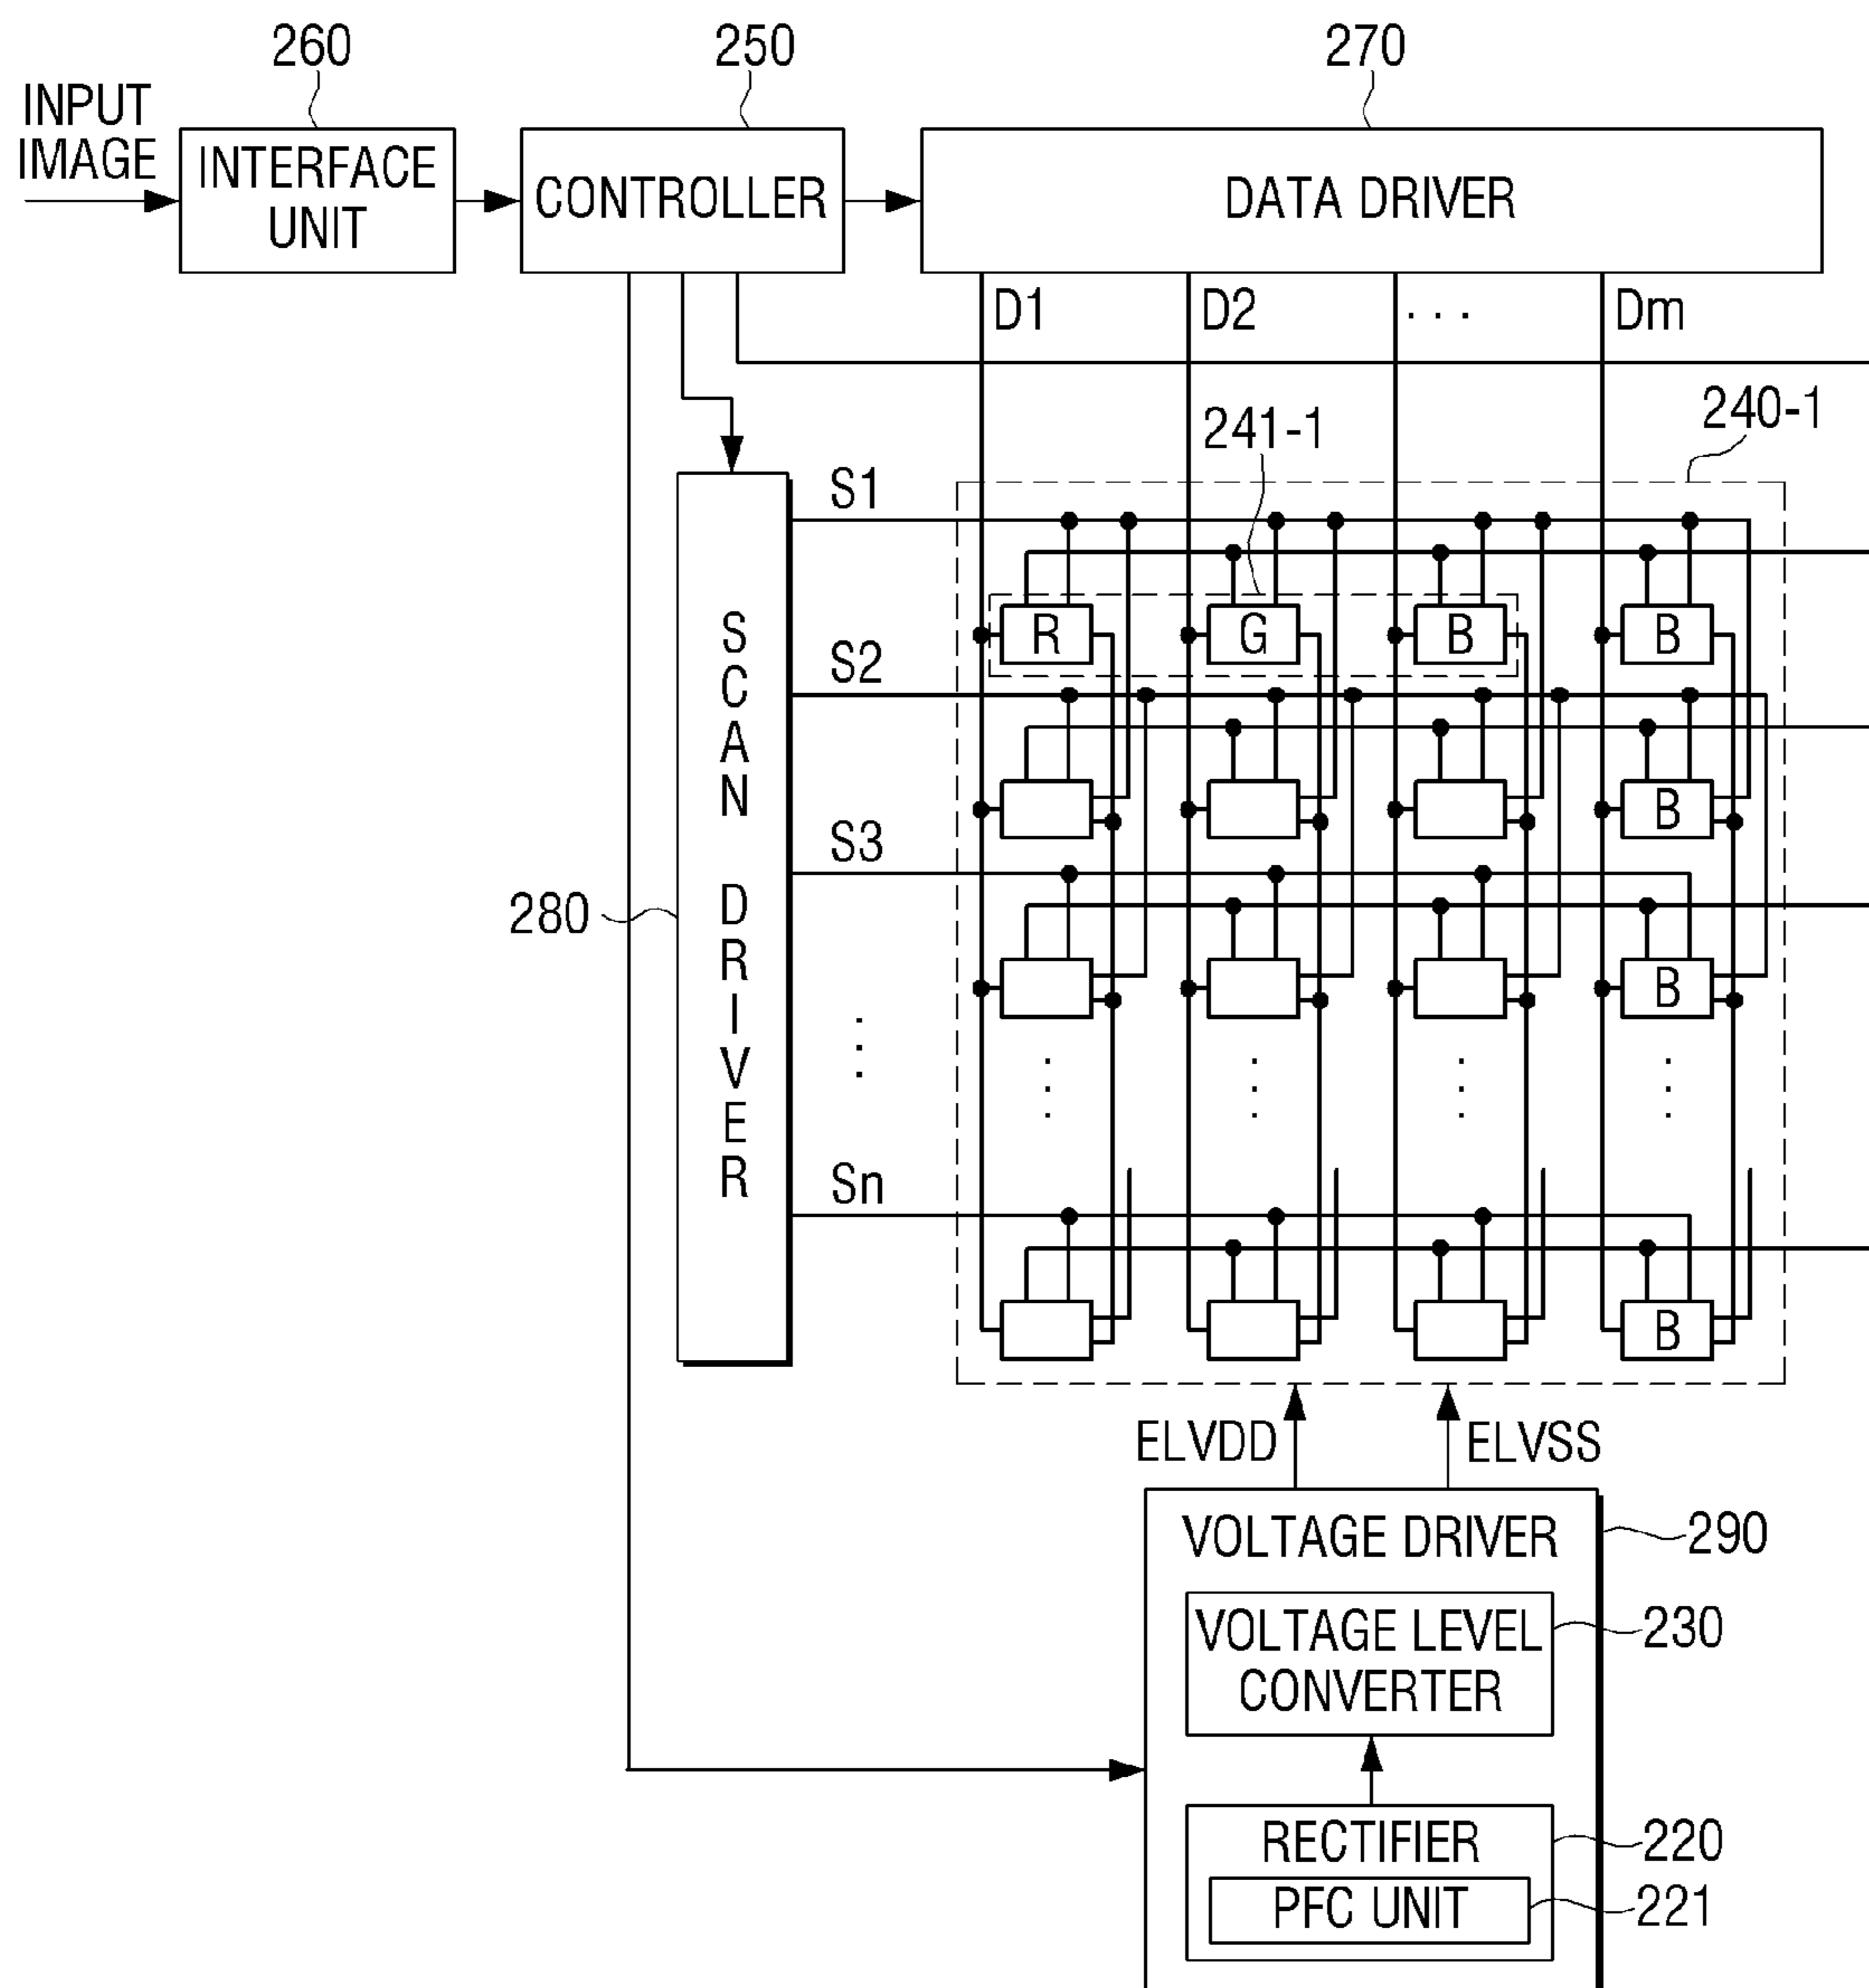 260
250
270
INPUT
IMAGE
INTERFACE
UNIT
CONTROLLER
DATA DRIVER
D1
D2
. . .
Dm
241-1
240-1
S1
R
G
B
B
S2
B
S3
B
280
SCAN DRIVER
Sn
B
ELVDD
ELVSS
VOLTAGE DRIVER
290
VOLTAGE LEVEL
CONVERTER
230
RECTIFIER
220
PFC UNIT
221